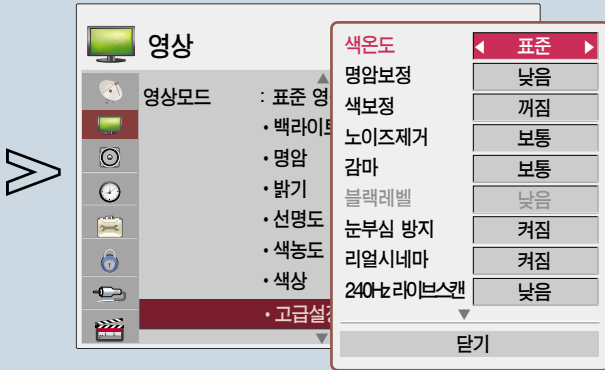 영상
영상모드 : 표준 영
• 백라이트
• 명암
• 밝기
• 선명도
• 색농도
• 색상
• 고급설정
색온도 표준
명암보정 낮음
색보정 꺼짐
노이즈제거 보통
감마 보통
블랙레벨 낮음
눈부심 방지 켜짐
리얼시네마 켜짐
240Hz 라이브스캔 낮음
닫기